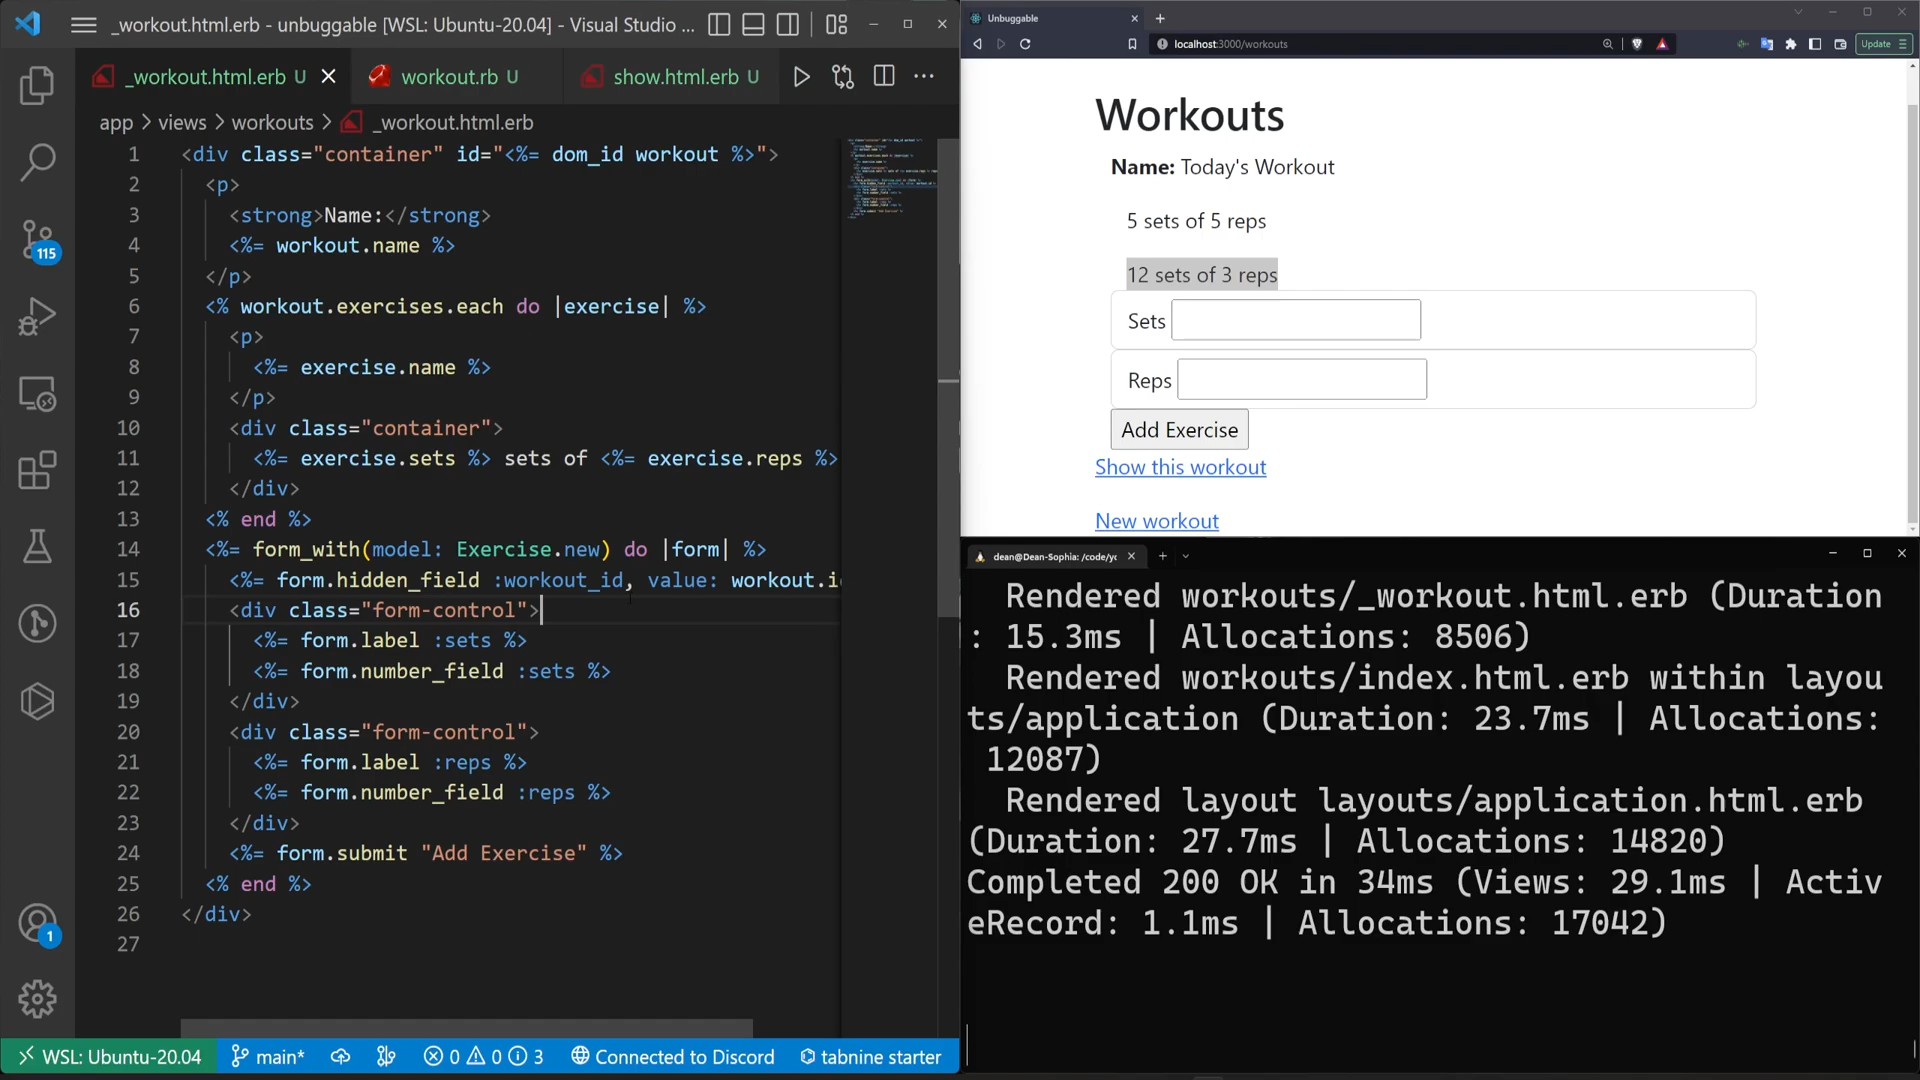 _workout.html.erb - unbuggable [WSL: Ubuntu-20.04] - Visual Studio ...
_workout.html.erb U
workout.rb U
show.html.erb U
app > views > workouts > _workout.html.erb
1 <div class="container" id="<%= dom_id workout %>">
2 <p>
3 <strong>Name:</strong>
4 <%= workout.name %>
5 </p>
6 <% workout.exercises.each do |exercise| %>
7 <p>
8 <%= exercise.name %>
9 </p>
10 <div class="container">
11 <%= exercise.sets %> sets of <%= exercise.reps %>
12 </div>
13 <% end %>
14 <%= form_with(model: Exercise.new) do |form| %>
15 <%= form.hidden_field :workout_id, value: workout.i
16 <div class="form-control">
17 <%= form.label :sets %>
18 <%= form.number_field :sets %>
19 </div>
20 <div class="form-control">
21 <%= form.label :reps %>
22 <%= form.number_field :reps %>
23 </div>
24 <%= form.submit "Add Exercise" %>
25 <% end %>
26 </div>
27
115
1
WSL: Ubuntu-20.04 main* 0 0 3 Connected to Discord tabnine starter
Unbuggable
localhost:3000/workouts
Update
Workouts
Name: Today's Workout
5 sets of 5 reps
12 sets of 3 reps
Sets
Reps
Add Exercise
Show this workout
New workout
dean@Dean-Sophia: /code/yc
Rendered workouts/_workout.html.erb (Duration
: 15.3ms | Allocations: 8506)
Rendered workouts/index.html.erb within layou
ts/application (Duration: 23.7ms | Allocations:
12087)
Rendered layout layouts/application.html.erb
(Duration: 27.7ms | Allocations: 14820)
Completed 200 OK in 34ms (Views: 29.1ms | Activ
eRecord: 1.1ms | Allocations: 17042)